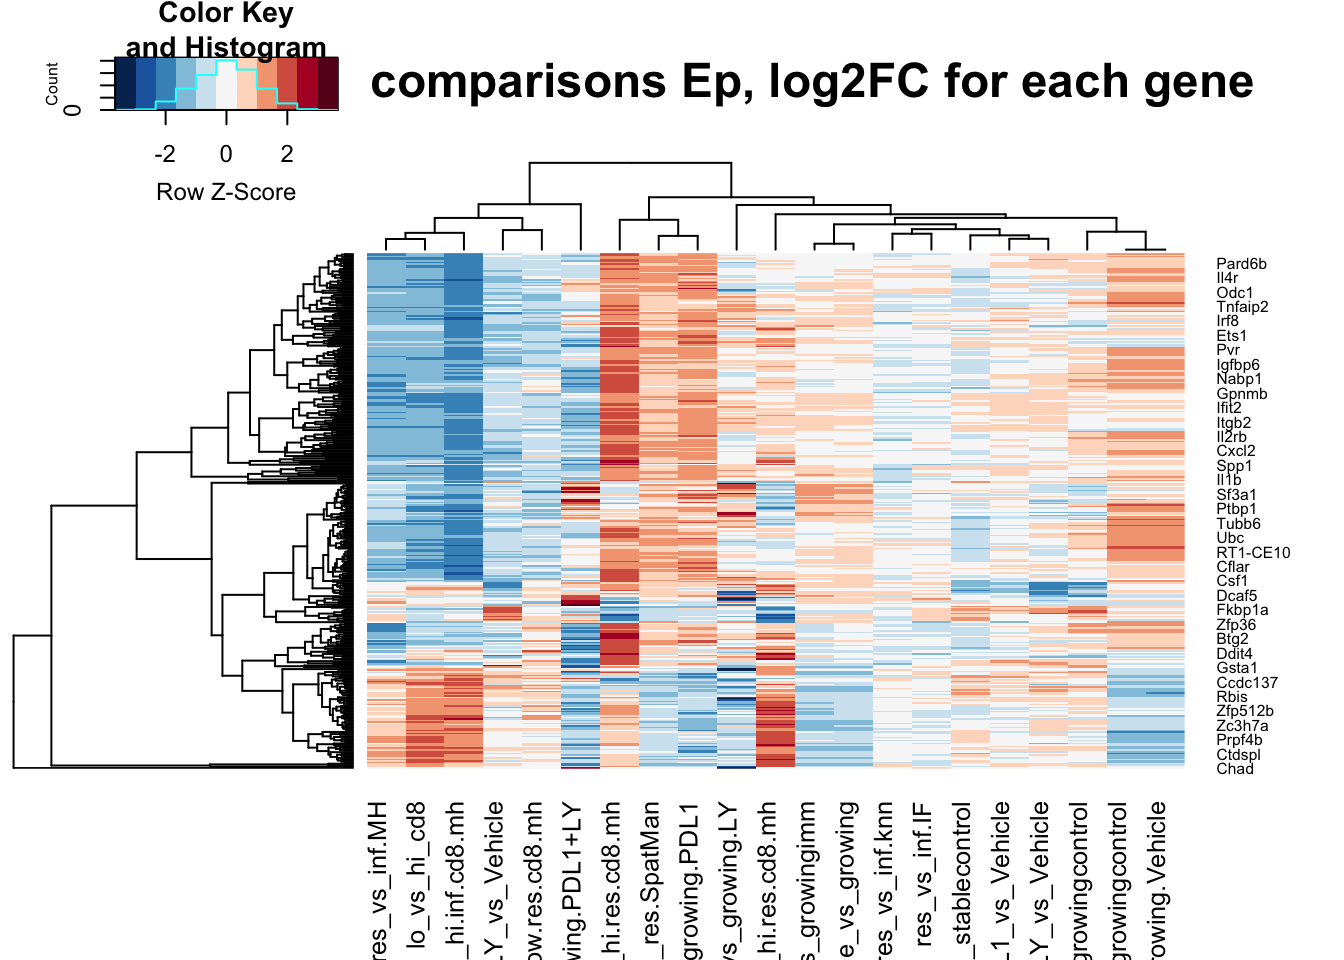 Color Key
and Histogram
Count
0
-2 0 2
Row Z-Score
comparisons Ep, log2FC for each gene
Pard6b
Il4r
Odc1
Tnfaip2
Irf8
Ets1
Pvr
Igfbp6
Nabp1
Gpnmb
Ifit2
Itgb2
Il2rb
Cxcl2
Spp1
Il1b
Sf3a1
Ptbp1
Tubb6
Ubc
RT1-CE10
Cflar
Csf1
Dcaf5
Fkbp1a
Zfp36
Btg2
Ddit4
Gsta1
Ccdc137
Rbis
Zfp512b
Zc3h7a
Prpf4b
Ctdspl
Chad
res_vs_inf.MH
lo_vs_hi_cd8
_hi.inf.cd8.mh
Y_vs_Vehicle
ow.res.cd8.mh
wing.PDL1+LY
_hi.res.cd8.mh
_res.SpatMan
growing.PDL1
vs_growing.LY
_hi.res.cd8.mh
s_growingimm
e_vs_growing
res_vs_inf.knn
res_vs_inf.IF
_stablecontrol
1_vs_Vehicle
Y_vs_Vehicle
growingcontrol
growingcontrol
rowing.Vehicle